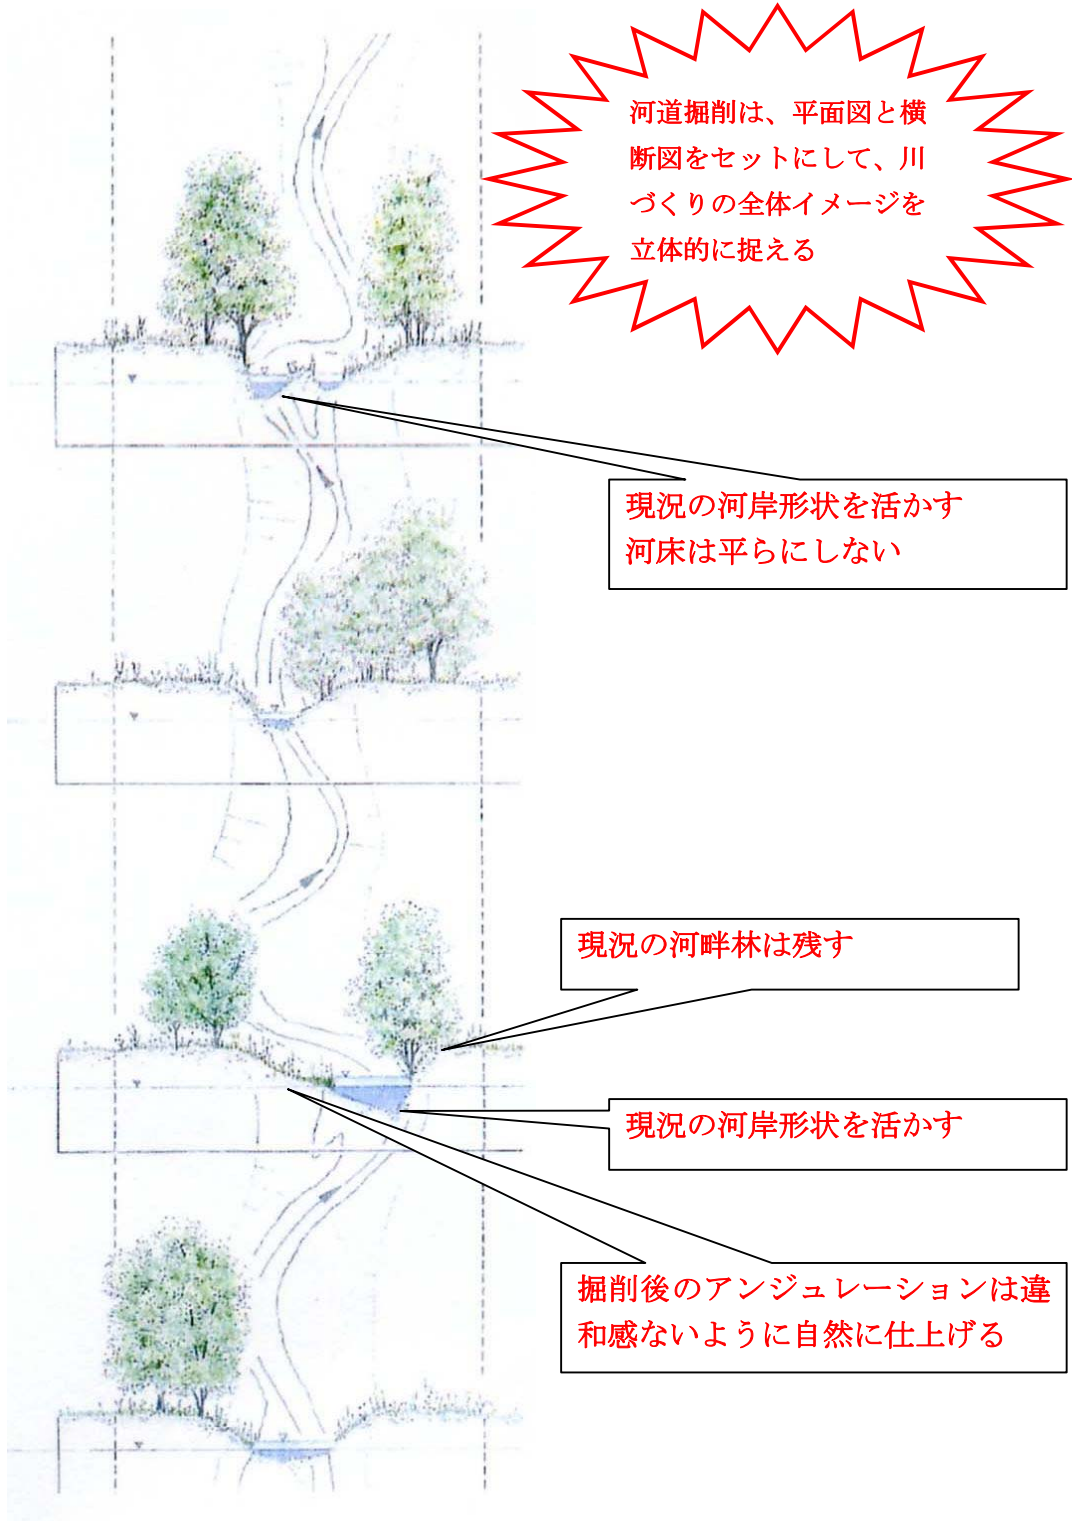 河道掘削は、平面図と横
断図をセットにして、川
づくりの全体イメージを
立体的に捉える
現況の河岸形状を活かす
河床は平らにしない
現況の河畔林は残す
現況の河岸形状を活かす
掘削後のアンジュレーションは違
和感ないように自然に仕上げる